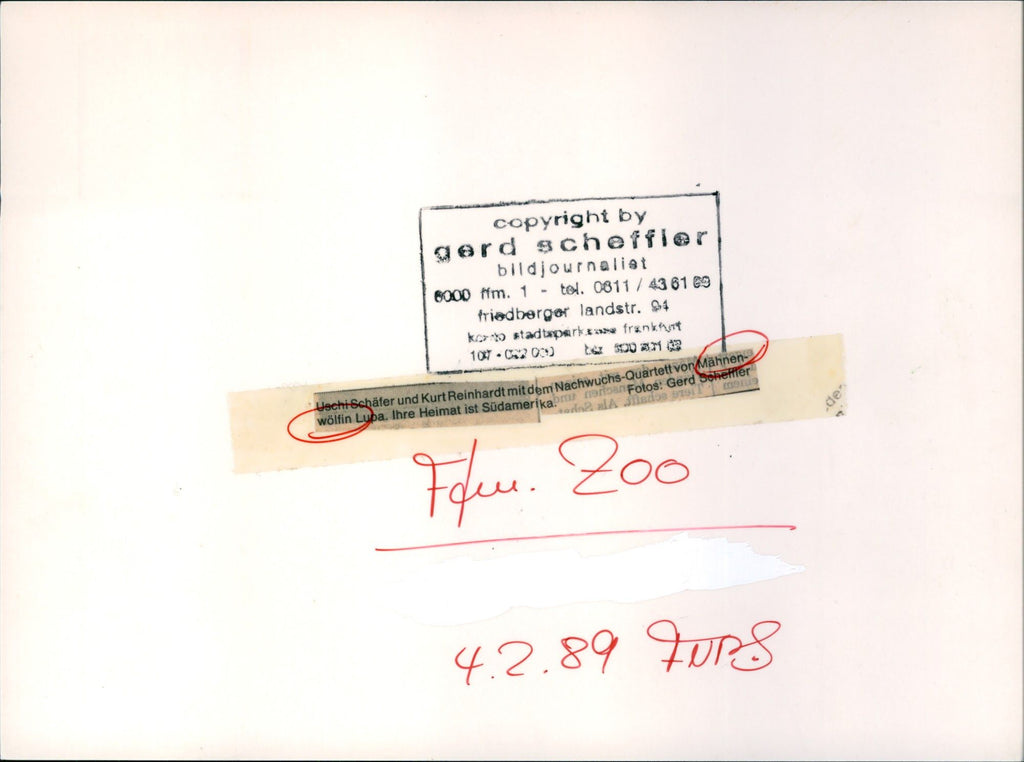 copyright by
gerd scheffler
bildjournalist
6000 ffm. 1 - tel. 0611 / 43 61 69
friedberger landstr. 94
konto stadtsparkasse frankfurt
Uschi Schäfer und Kurt Reinhardt mit dem Nachwuchs-Quartett von Mähnen-
wölfin Luba. Ihre Heimat ist Südamerika. Fotos: Gerd Scheffler
Zoo
4.2.89